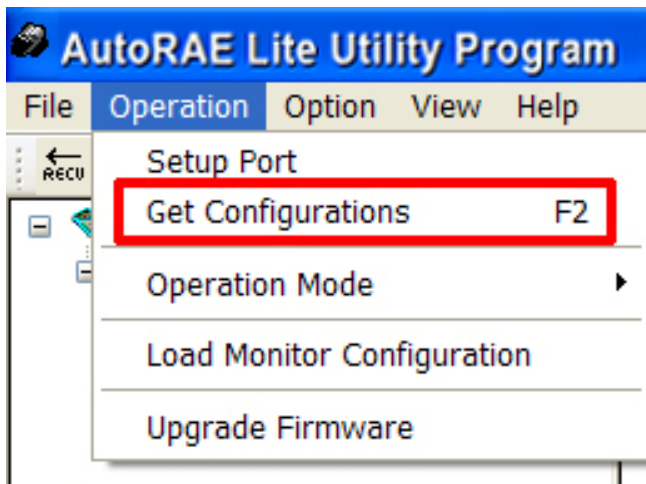 AutoRAE Lite Utility Program
File Operation Option View Help
RECV
Setup Port
Get Configurations F2
Operation Mode
Load Monitor Configuration
Upgrade Firmware